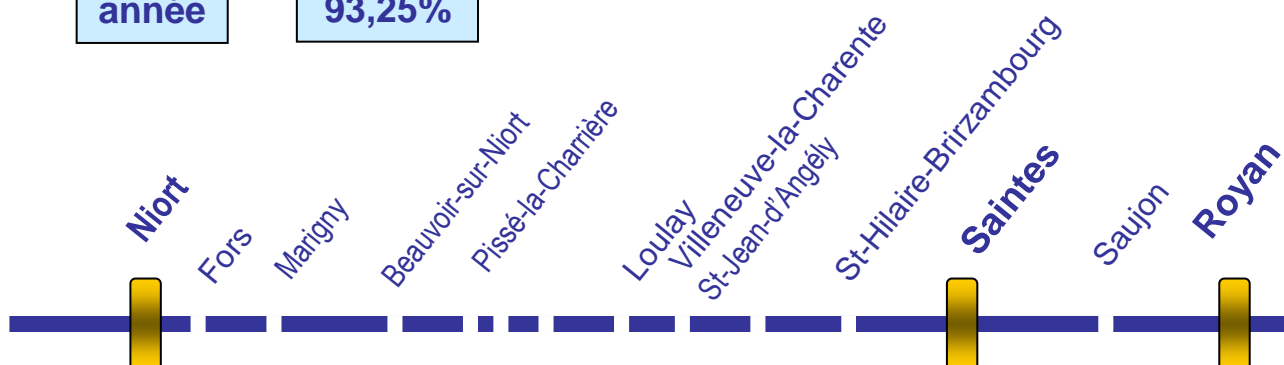 année
93,25%
Niort
Fors
Marigny
Beauvoir-sur-Niort
Pissé-la-Charrière
Loulay
Villeneuve-la-Charente
St-Jean-d'Angély
St-Hilaire-Brirzambourg
Saintes
Saujon
Royan